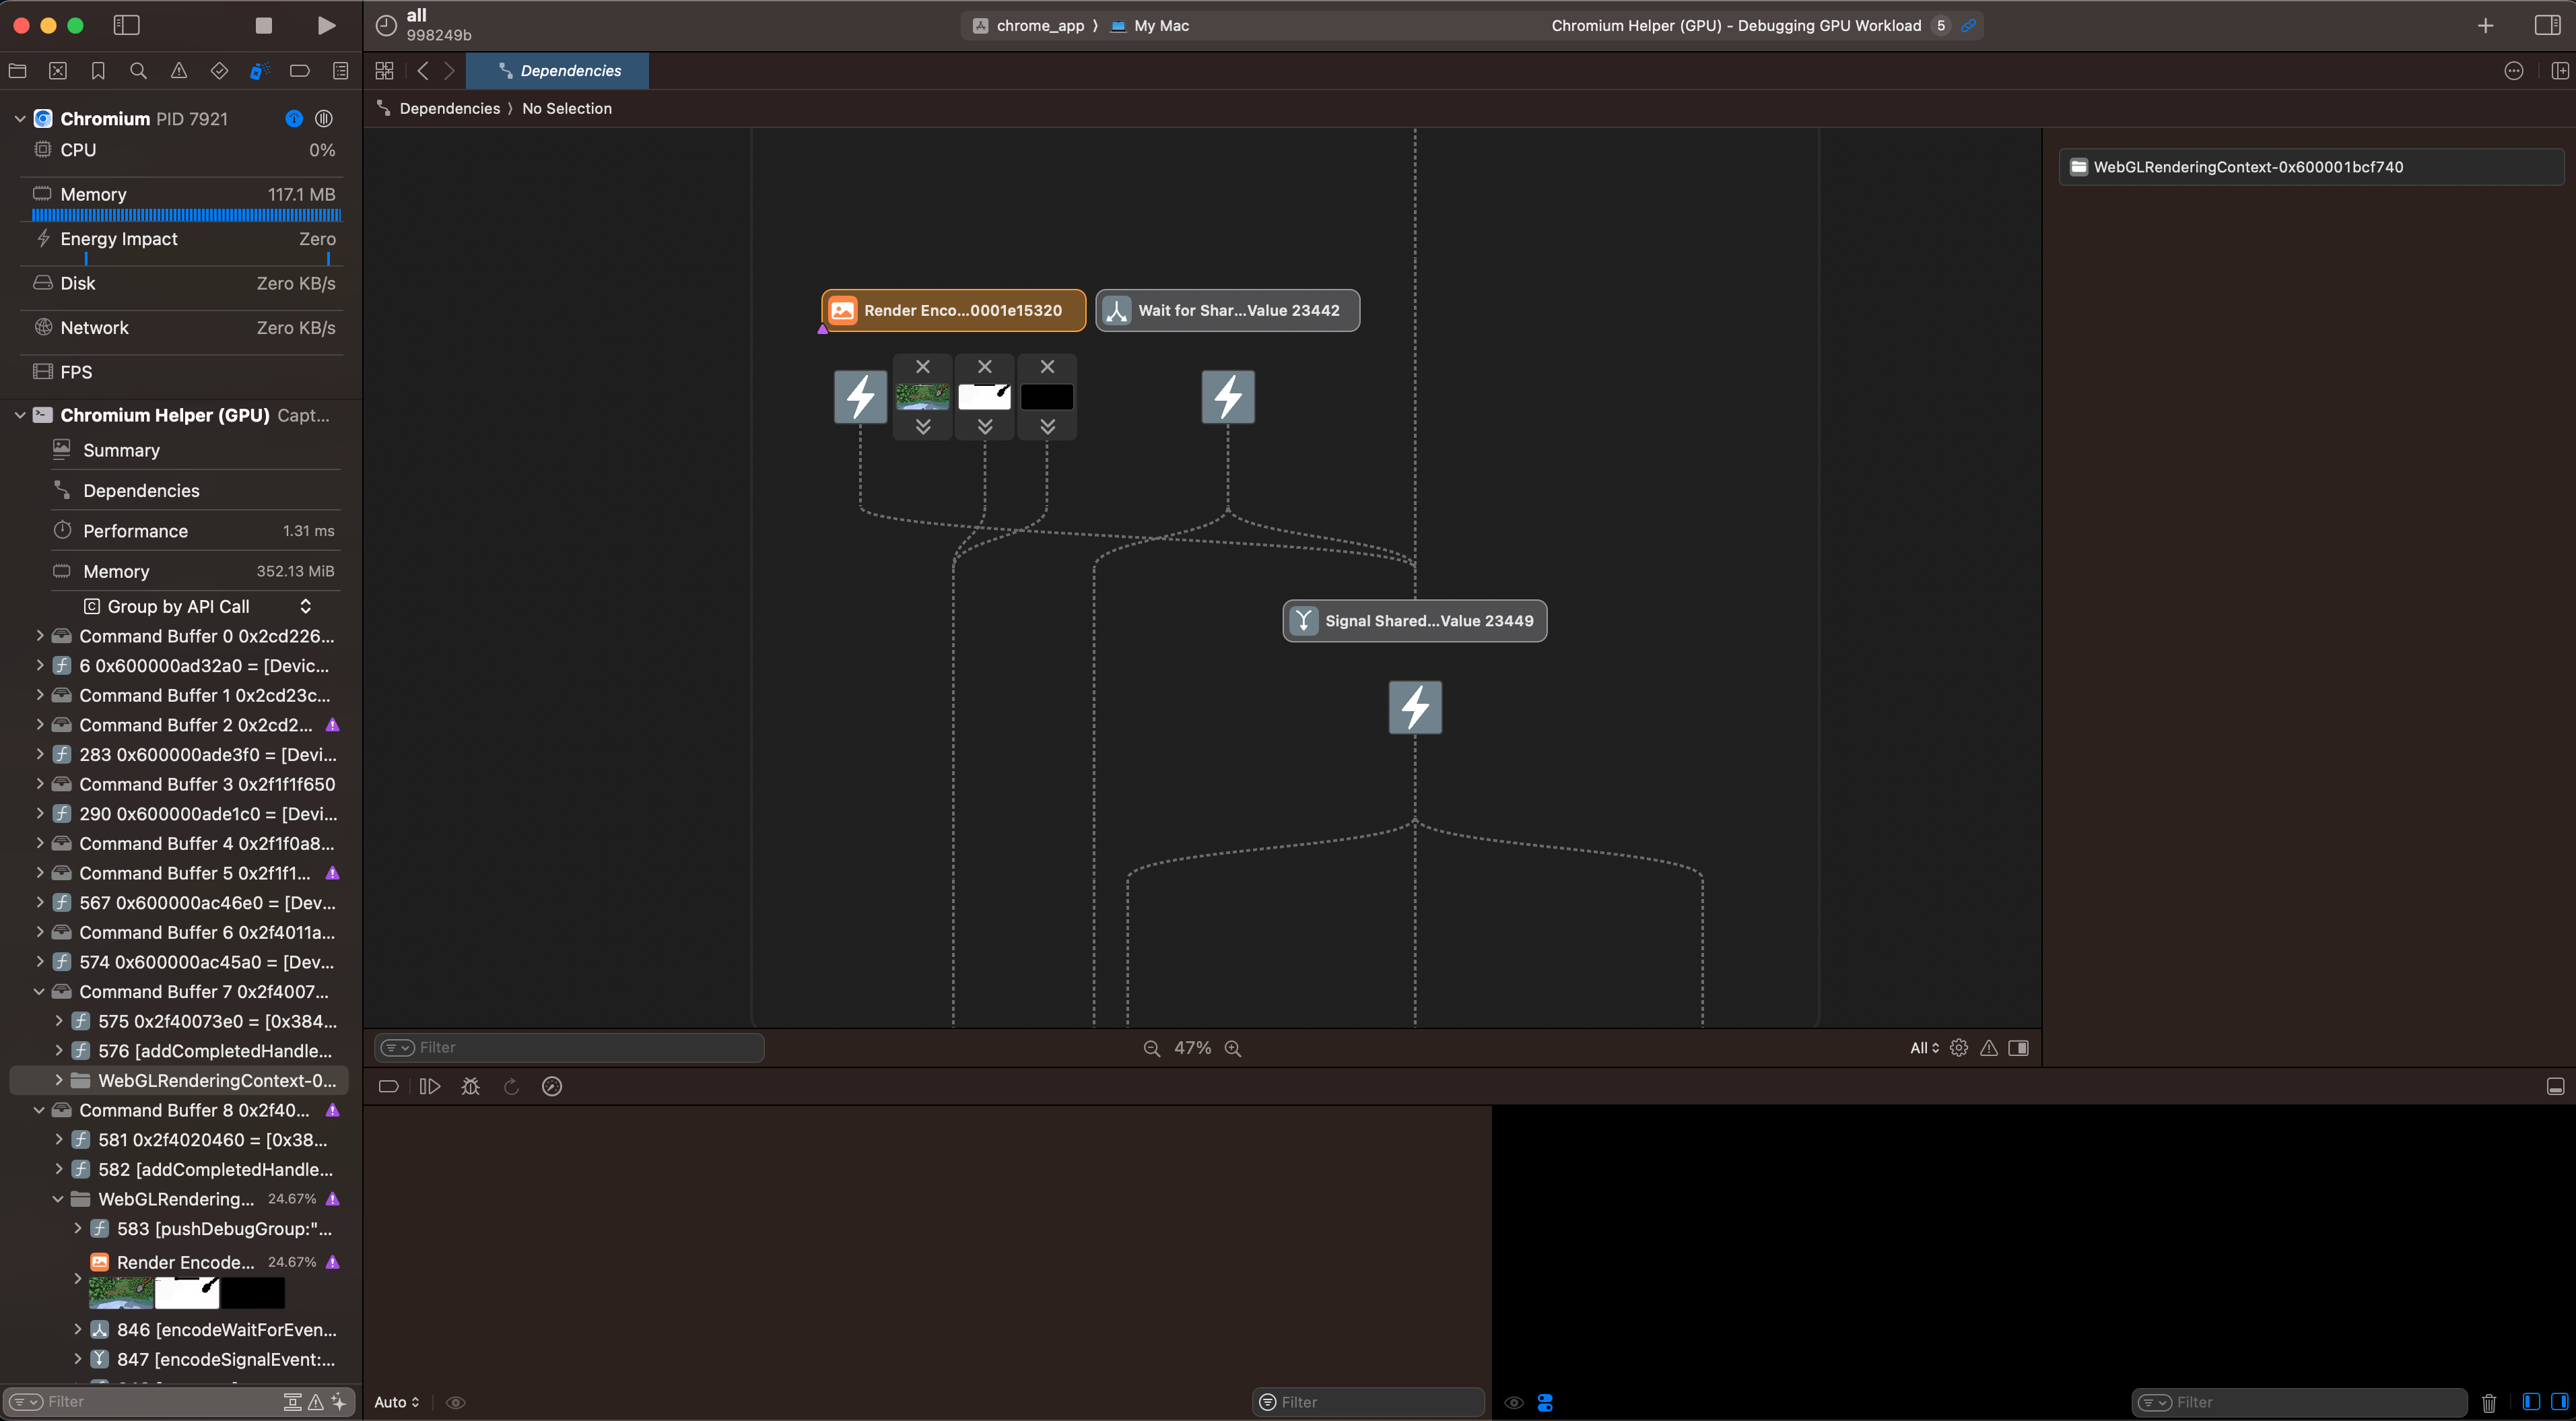 all
998249b
chrome_app 〉 My Mac
Chromium Helper (GPU) - Debugging GPU Workload 5
Dependencies
Dependencies 〉 No Selection
Chromium PID 7921
CPU 0%
Memory 117.1 MB
Energy Impact Zero
Disk Zero KB/s
Network Zero KB/s
FPS
Chromium Helper (GPU) Capt...
Summary
Dependencies
Performance 1.31 ms
Memory 352.13 MiB
Group by API Call
Command Buffer 0 0x2cd226...
6 0x600000ad32a0 = [Devic...
Command Buffer 1 0x2cd23c...
Command Buffer 2 0x2cd2...
283 0x600000ade3f0 = [Devi...
Command Buffer 3 0x2f1f1f650
290 0x600000ade1c0 = [Devi...
Command Buffer 4 0x2f1f0a8...
Command Buffer 5 0x2f1f1...
567 0x600000ac46e0 = [Dev...
Command Buffer 6 0x2f4011a...
574 0x600000ac45a0 = [Dev...
Command Buffer 7 0x2f4007...
575 0x2f40073e0 = [0x384...
576 [addCompletedHandle...
WebGLRenderingContext-0...
Command Buffer 8 0x2f40...
581 0x2f4020460 = [0x38...
582 [addCompletedHandle...
WebGLRendering... 24.67%
583 [pushDebugGroup:"...
Render Encode... 24.67%
846 [encodeWaitForEven...
847 [encodeSignalEvent:...
Filter
Render Enco...0001e15320
Wait for Shar...Value 23442
Signal Shared...Value 23449
WebGLRenderingContext-0x600001bcf740
Filter
47%
All
Auto
Filter
Filter